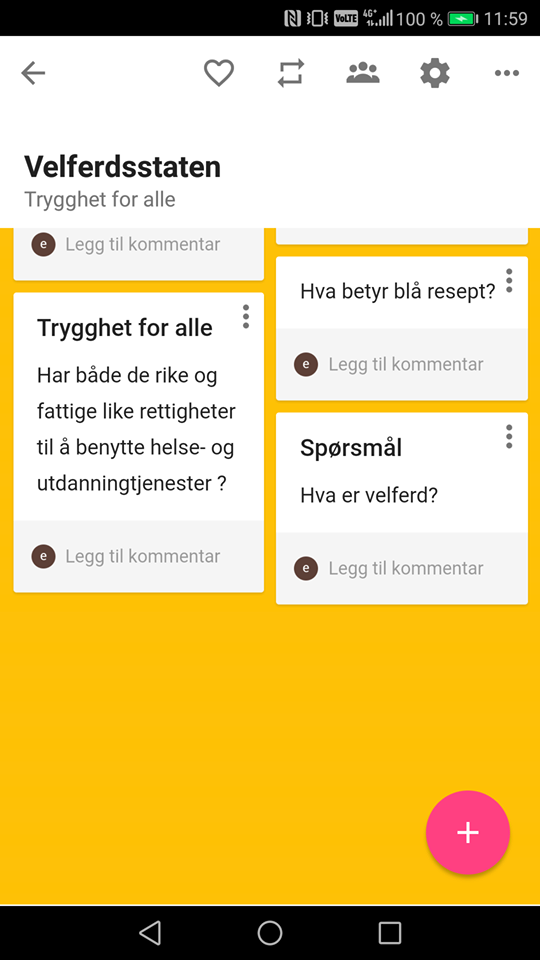 VoLTE 4G+ 100 % 11:59
Velferdsstaten
Trygghet for alle
e Legg til kommentar
Trygghet for alle
Har både de rike og
fattige like rettigheter
til å benytte helse- og
utdanningtjenester ?
e Legg til kommentar
Hva betyr blå resept?
e Legg til kommentar
Spørsmål
Hva er velferd?
e Legg til kommentar